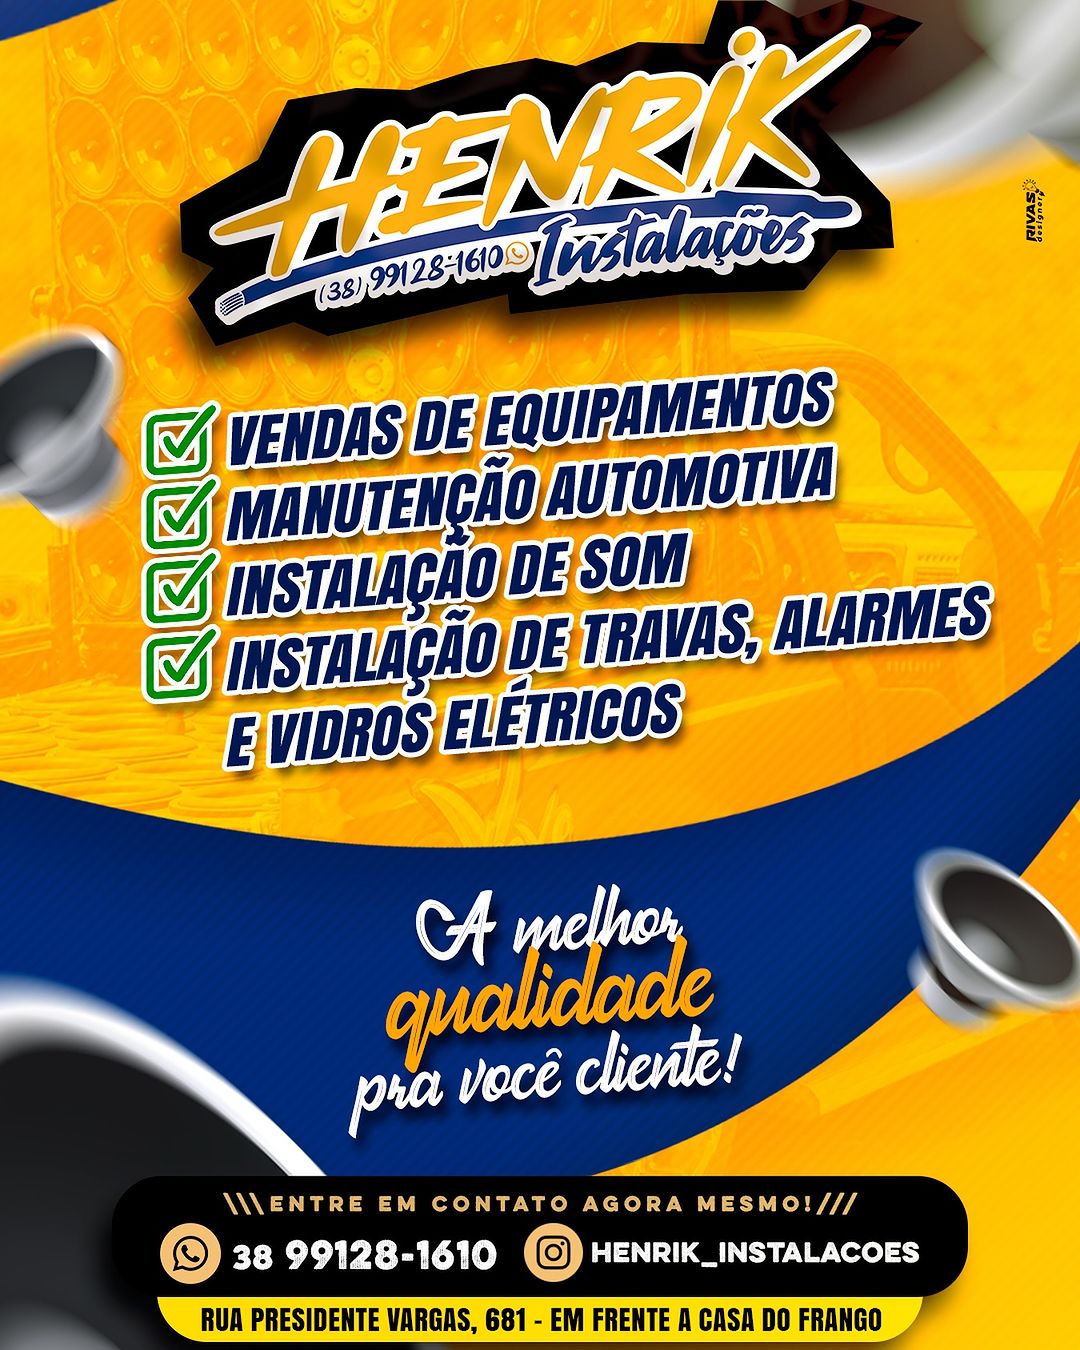 HENRIK
(38) 99128-1610 Instalações
RIVAS
designer
VENDAS DE EQUIPAMENTOS
MANUTENÇÃO AUTOMOTIVA
INSTALAÇÃO DE SOM
INSTALAÇÃO DE TRAVAS, ALARMES
E VIDROS ELÉTRICOS
A melhor
qualidade
pra você cliente!
\\\ENTRE EM CONTATO AGORA MESMO!///
38 99128-1610 HENRIK_INSTALACOES
RUA PRESIDENTE VARGAS, 681 - EM FRENTE A CASA DO FRANGO